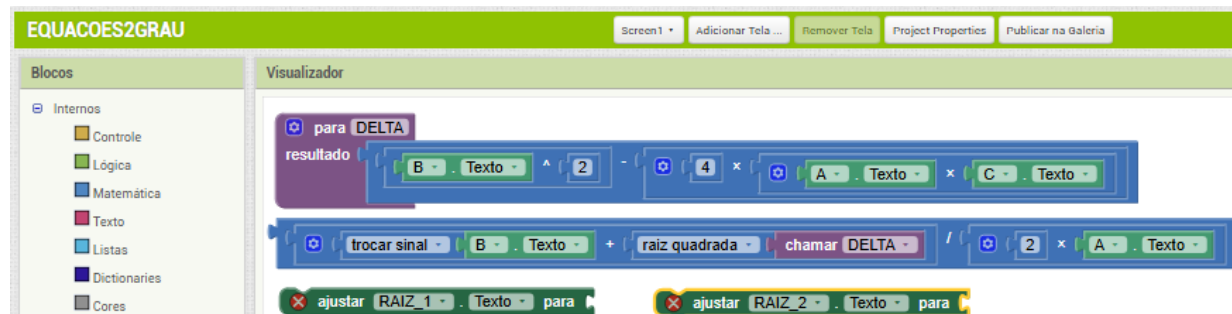 EQUACOES2GRAU Screen1 Adicionar Tela ... Remover Tela Project Properties Publicar na Galeria
Blocos Visualizador
Internos
Controle
Lógica
Matemática
Texto
Listas
Dictionaries
Cores
para DELTA
resultado B . Texto ^ 2 - 4 × A . Texto × C . Texto
trocar sinal B . Texto + raiz quadrada chamar DELTA / 2 × A . Texto
ajustar RAIZ_1 . Texto para ajustar RAIZ_2 . Texto para